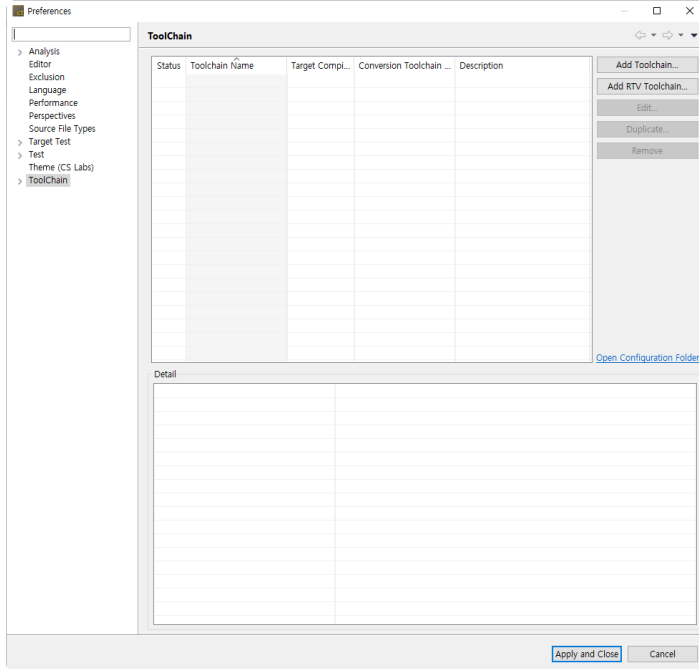 Preferences
ToolChain
Analysis
Editor
Exclusion
Language
Performance
Perspectives
Source File Types
Target Test
Test
Theme (CS Labs)
ToolChain
Status Toolchain Name Target Compi... Conversion Toolchain ... Description
Add Toolchain...
Add RTV Toolchain...
Edit...
Duplicate...
Remove
Open Configuration Folder
Detail
Apply and Close Cancel